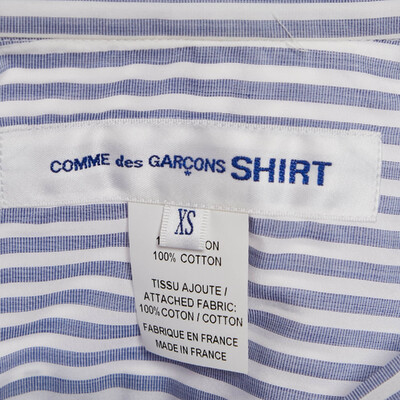 COMME des GARÇONS SHIRT
XS
100% COTTON
TISSU AJOUTE /
ATTACHED FABRIC:
100% COTON / COTTON
FABRIQUE EN FRANCE
MADE IN FRANCE